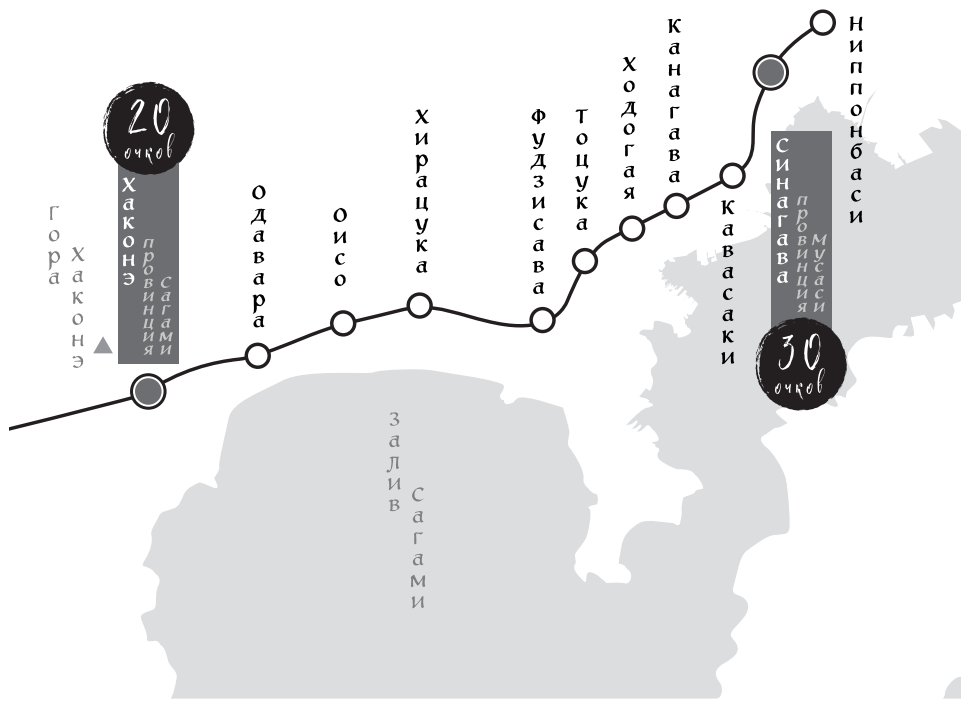 20
очков
Гора
Хаконэ
Хаконэ
провинция
Сагами
Одавара
Оисо
Хирацука
Фудзисава
Тоцука
Ходогая
Канагава
Кавасаки
Синагава
провинция
Мусаси
30
очков
Ниппонбаси
залив
Сагами